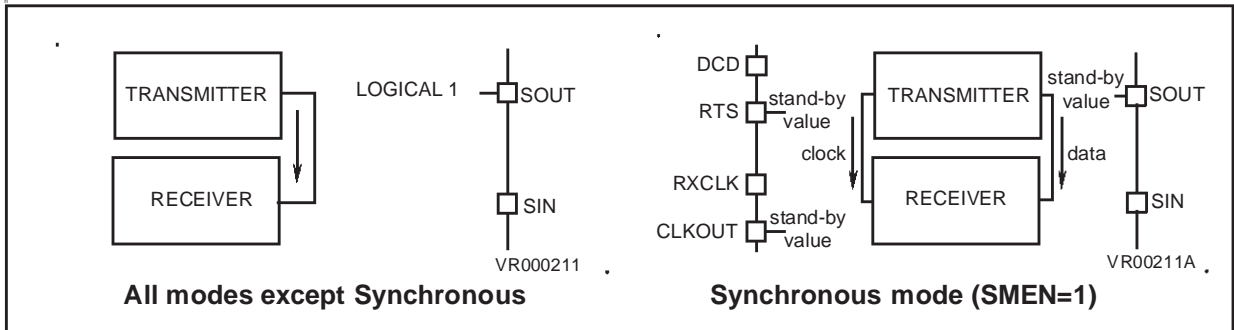 TRANSMITTER
RECEIVER
LOGICAL 1
SOUT
SIN
VR000211
All modes except Synchronous
DCD
RTS
stand-by
value
clock
RXCLK
CLKOUT
stand-by
value
TRANSMITTER
RECEIVER
data
stand-by
value
SOUT
SIN
VR00211A
Synchronous mode (SMEN=1)